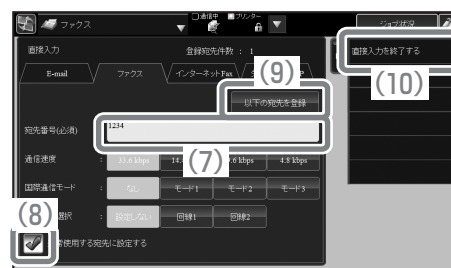 ファクス
通信中 プリンター
ジョブ状況
直接入力
登録宛先件数 : 1
直接入力を終了する
E-mail
ファクス
インターネットFax
(9)
(10)
以下の宛先を登録
宛先番号(必須)
1234
(7)
通信速度 : 33.6 kbps
4.8 kbps
国際通信モード : なし モード1 モード2 モード3
(8)
: 設定しない 回線1 回線2
使用する宛先に設定する